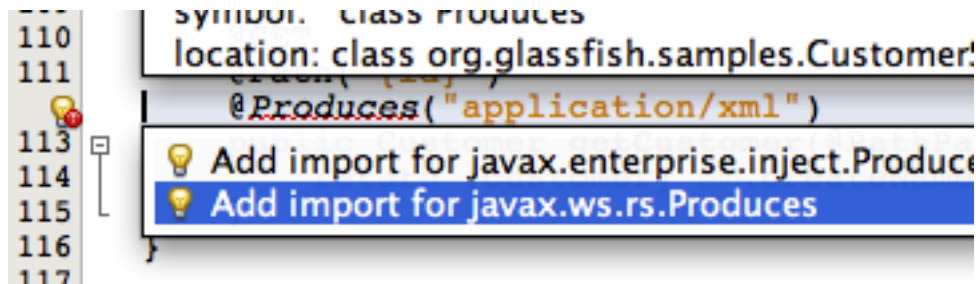 symbol: class Produces
110
location: class org.glassfish.samples.Customer
111
@Produces("application/xml")
113
Add import for javax.enterprise.inject.Produce
114
115
Add import for javax.ws.rs.Produces
116 }
117